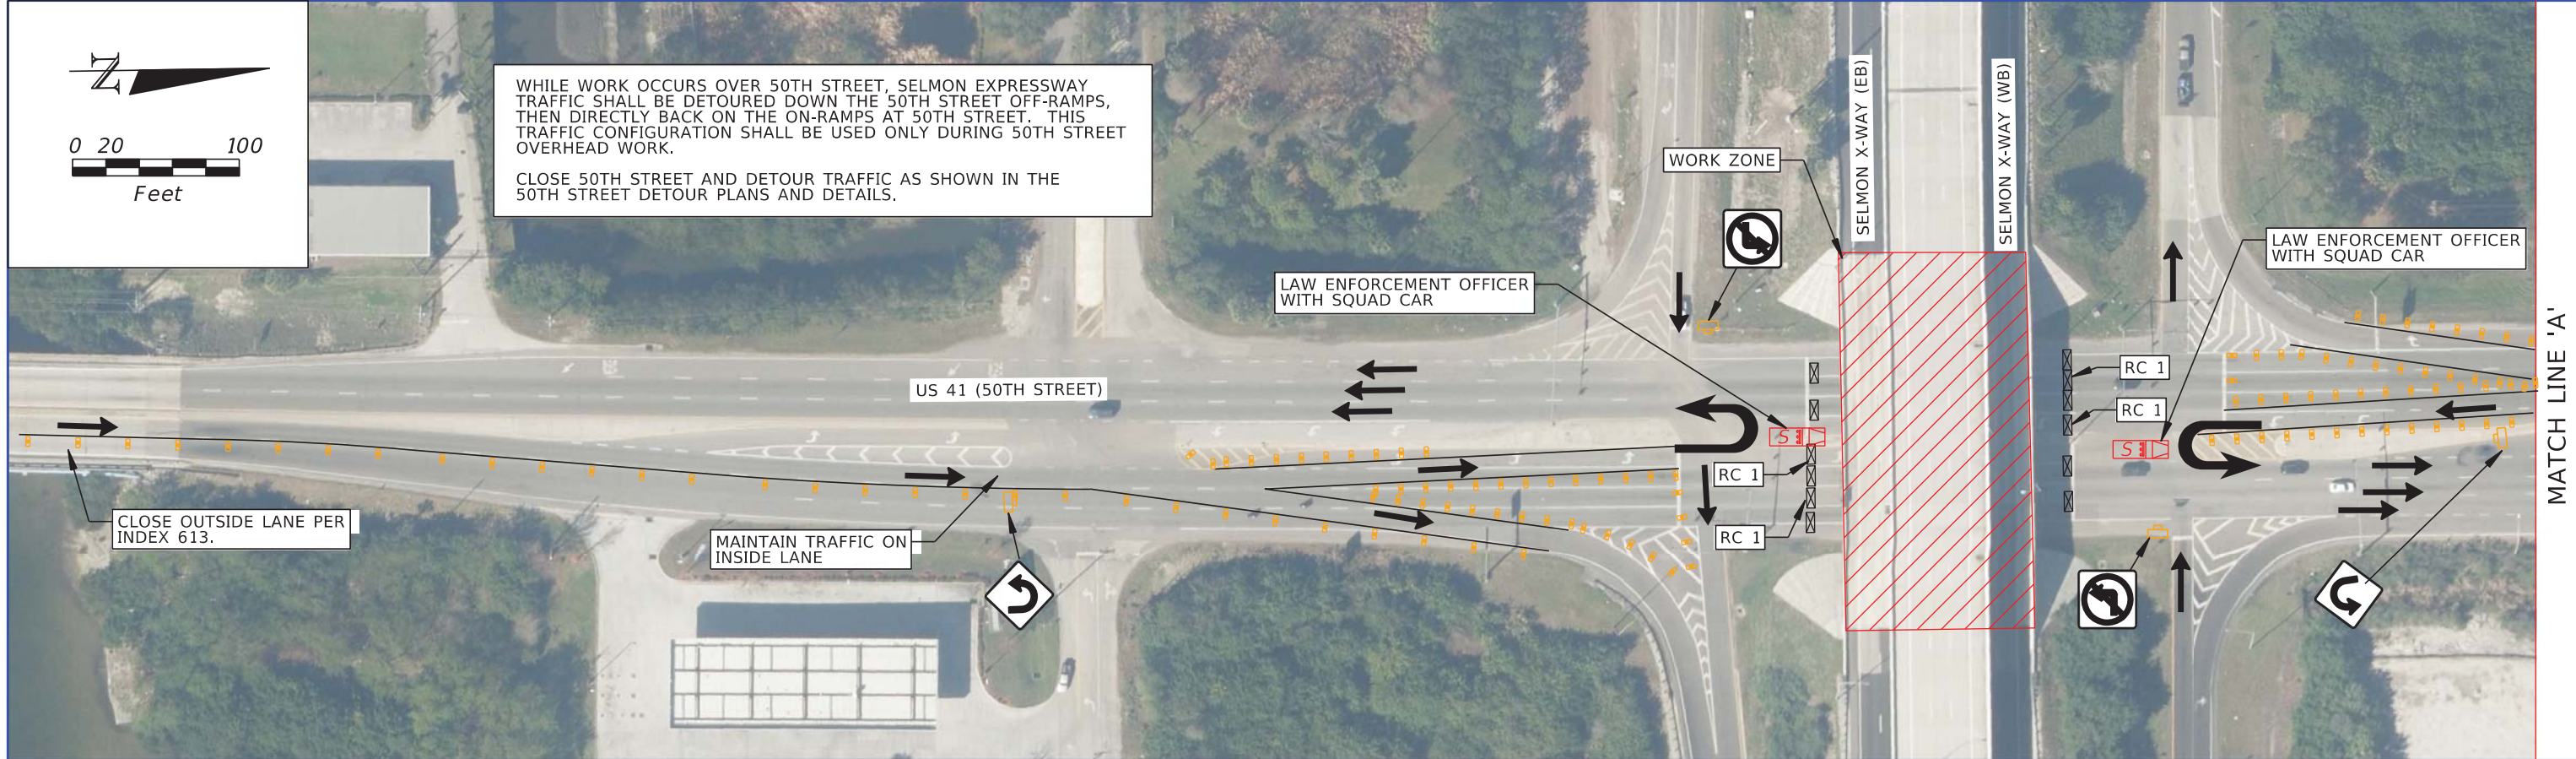 N
0 20 100
Feet
WHILE WORK OCCURS OVER 50TH STREET, SELMON EXPRESSWAY
TRAFFIC SHALL BE DETOURED DOWN THE 50TH STREET OFF-RAMPS,
THEN DIRECTLY BACK ON THE ON-RAMPS AT 50TH STREET. THIS
TRAFFIC CONFIGURATION SHALL BE USED ONLY DURING 50TH STREET
OVERHEAD WORK.
CLOSE 50TH STREET AND DETOUR TRAFFIC AS SHOWN IN THE
50TH STREET DETOUR PLANS AND DETAILS.
WORK ZONE
SELMON X-WAY (EB)
SELMON X-WAY (WB)
LAW ENFORCEMENT OFFICER
WITH SQUAD CAR
LAW ENFORCEMENT OFFICER
WITH SQUAD CAR
US 41 (50TH STREET)
RC 1
RC 1
S
S
RC 1
RC 1
CLOSE OUTSIDE LANE PER
INDEX 613.
MAINTAIN TRAFFIC ON
INSIDE LANE
MATCH LINE 'A'